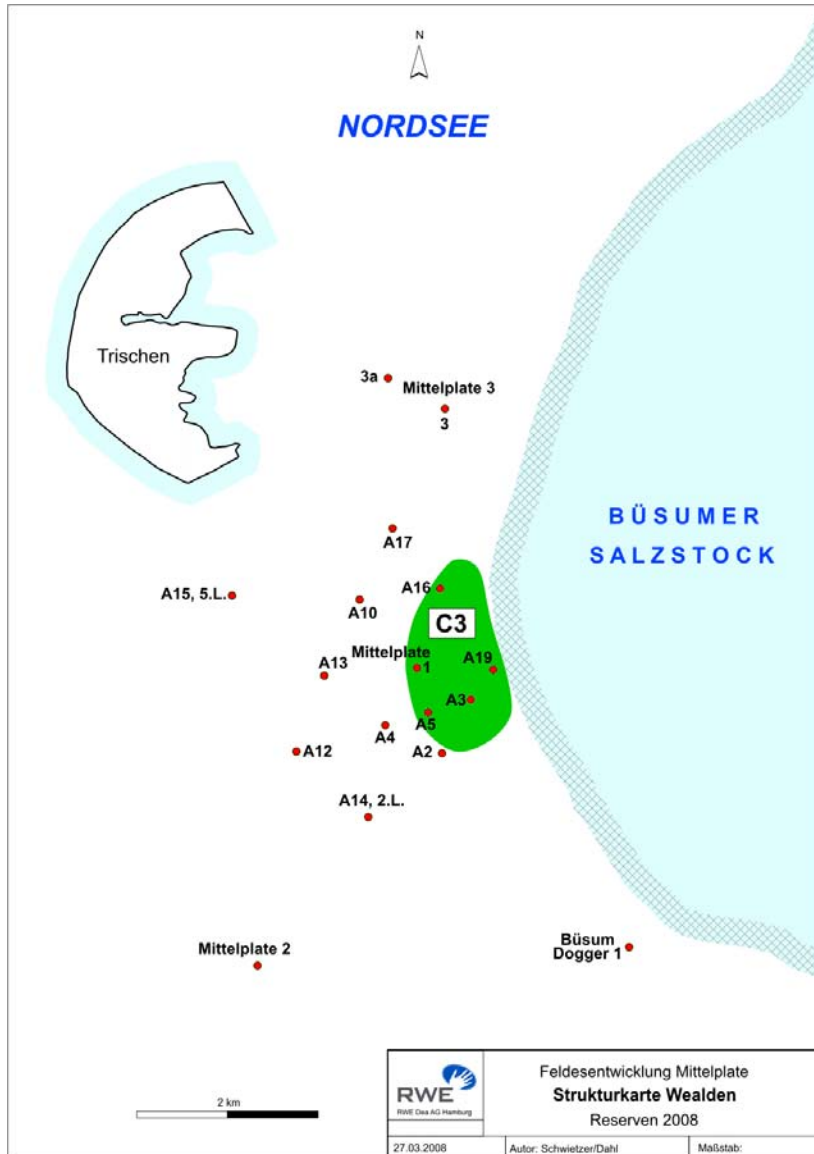 N
NORDSEE
Trischen
3a
Mittelplate 3
3
BÜSUMER
SALZSTOCK
A17
A15, 5.L.
A16
A10
C3
Mittelplate
1
A13
A19
A3
A5
A4
A12
A2
A14, 2.L.
Mittelplate 2
Büsum
Dogger 1
2 km
RWE
RWE Dea AG Hamburg
Feldesentwicklung Mittelplate
Strukturkarte Wealden
Reserven 2008
27.03.2008
Autor: Schwietzer/Dahl
Maßstab: